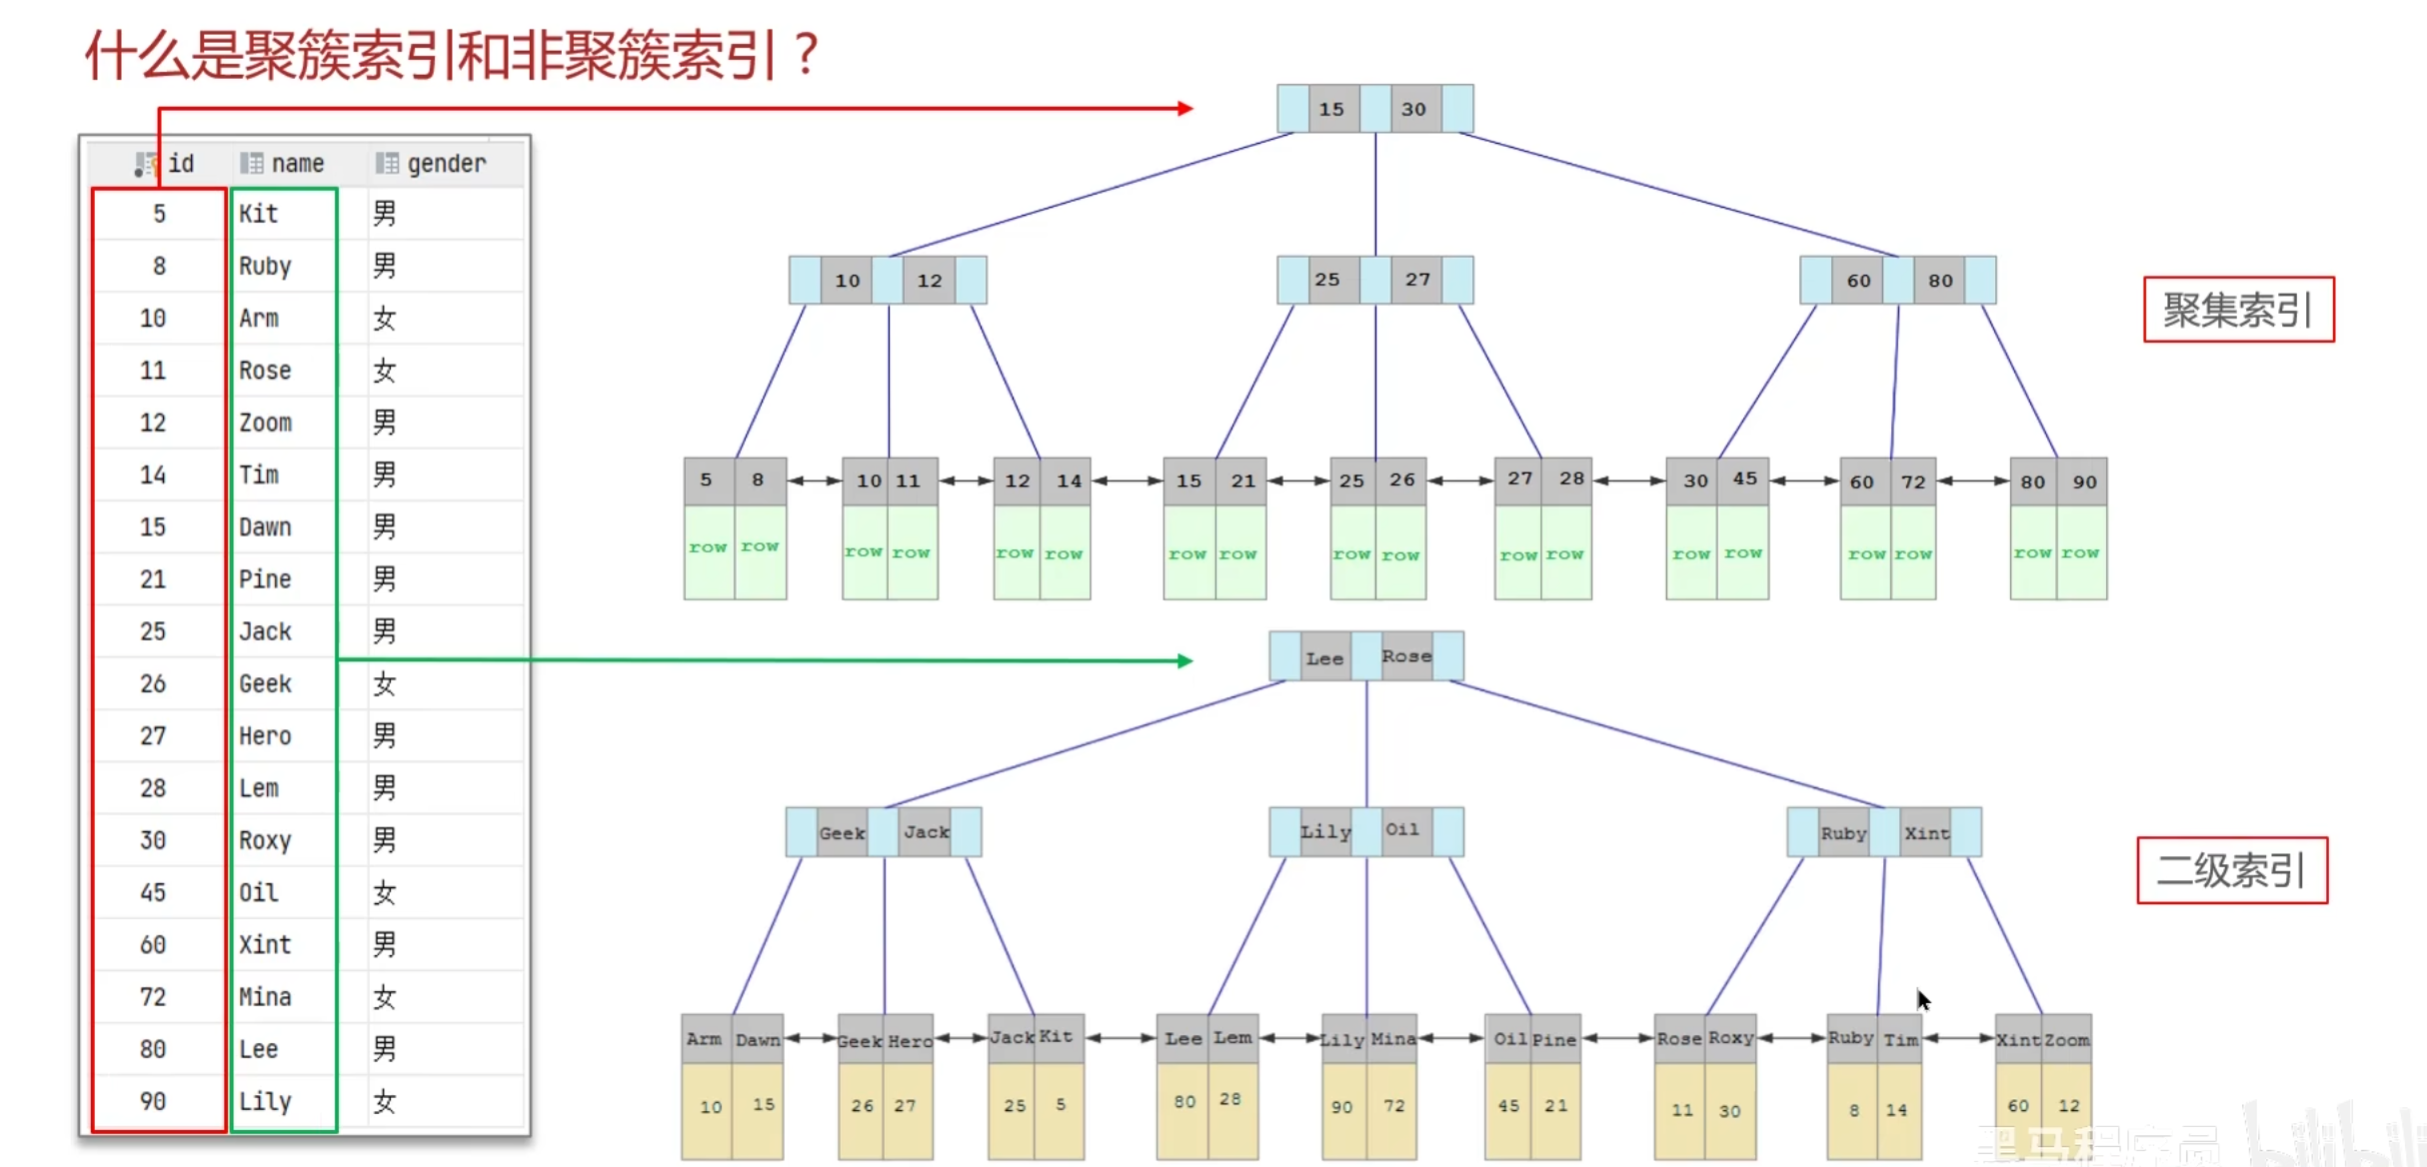 什么是聚簇索引和非聚簇索引？
id name gender
5 Kit 男
8 Ruby 男
10 Arm 女
11 Rose 女
12 Zoom 男
14 Tim 男
15 Dawn 男
21 Pine 男
25 Jack 男
26 Geek 女
27 Hero 男
28 Lem 男
30 Roxy 男
45 Oil 女
60 Xint 男
72 Mina 女
80 Lee 男
90 Lily 女
15 30
10 12 25 27 60 80
聚集索引
5 8 10 11 12 14 15 21 25 26 27 28 30 45 60 72 80 90
row row row row row row row row row row row row row row row row row row
Lee Rose
Geek Jack Lily Oil Ruby Xint
二级索引
Arm Dawn Geek Hero Jack Kit Lee Lem Lily Mina Oil Pine Rose Roxy Ruby Tim Xint Zoom
10 15 26 27 25 5 80 28 90 72 45 21 11 30 8 14 60 12
黑马程序员 bilibili